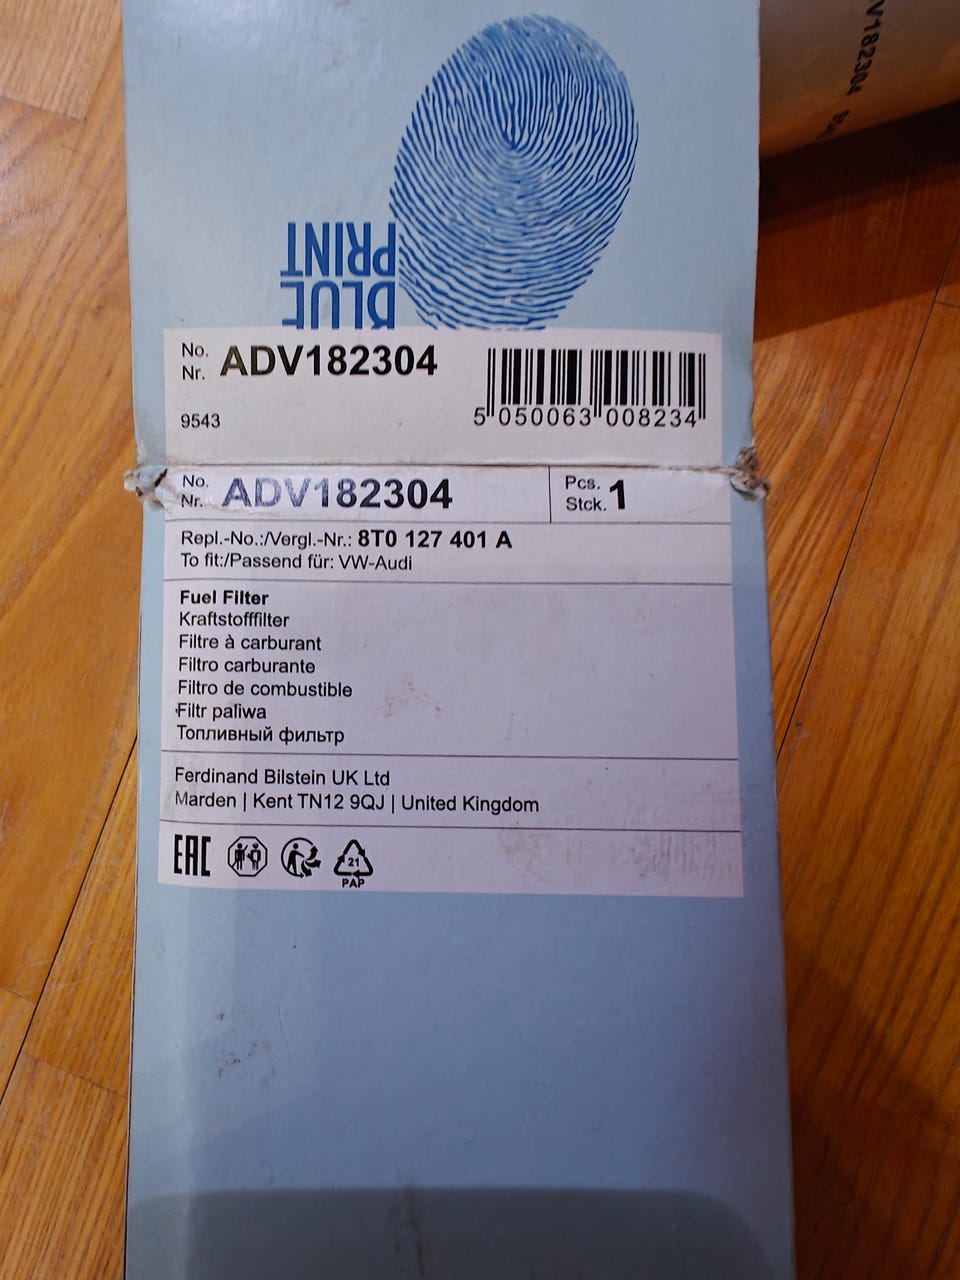 BLUE
PRINT
No.
Nr. ADV182304
9543
5 050063 008234
No.
Nr. ADV182304
Pcs.
Stck. 1
Repl.-No.:/Vergl.-Nr.: 8T0 127 401 A
To fit:/Passend für: VW-Audi
Fuel Filter
Kraftstofffilter
Filtre à carburant
Filtro carburante
Filtro de combustible
Filtr paliwa
Топливный фильтр
Ferdinand Bilstein UK Ltd
Marden | Kent TN12 9QJ | United Kingdom
EAC
21
PAP
V182304